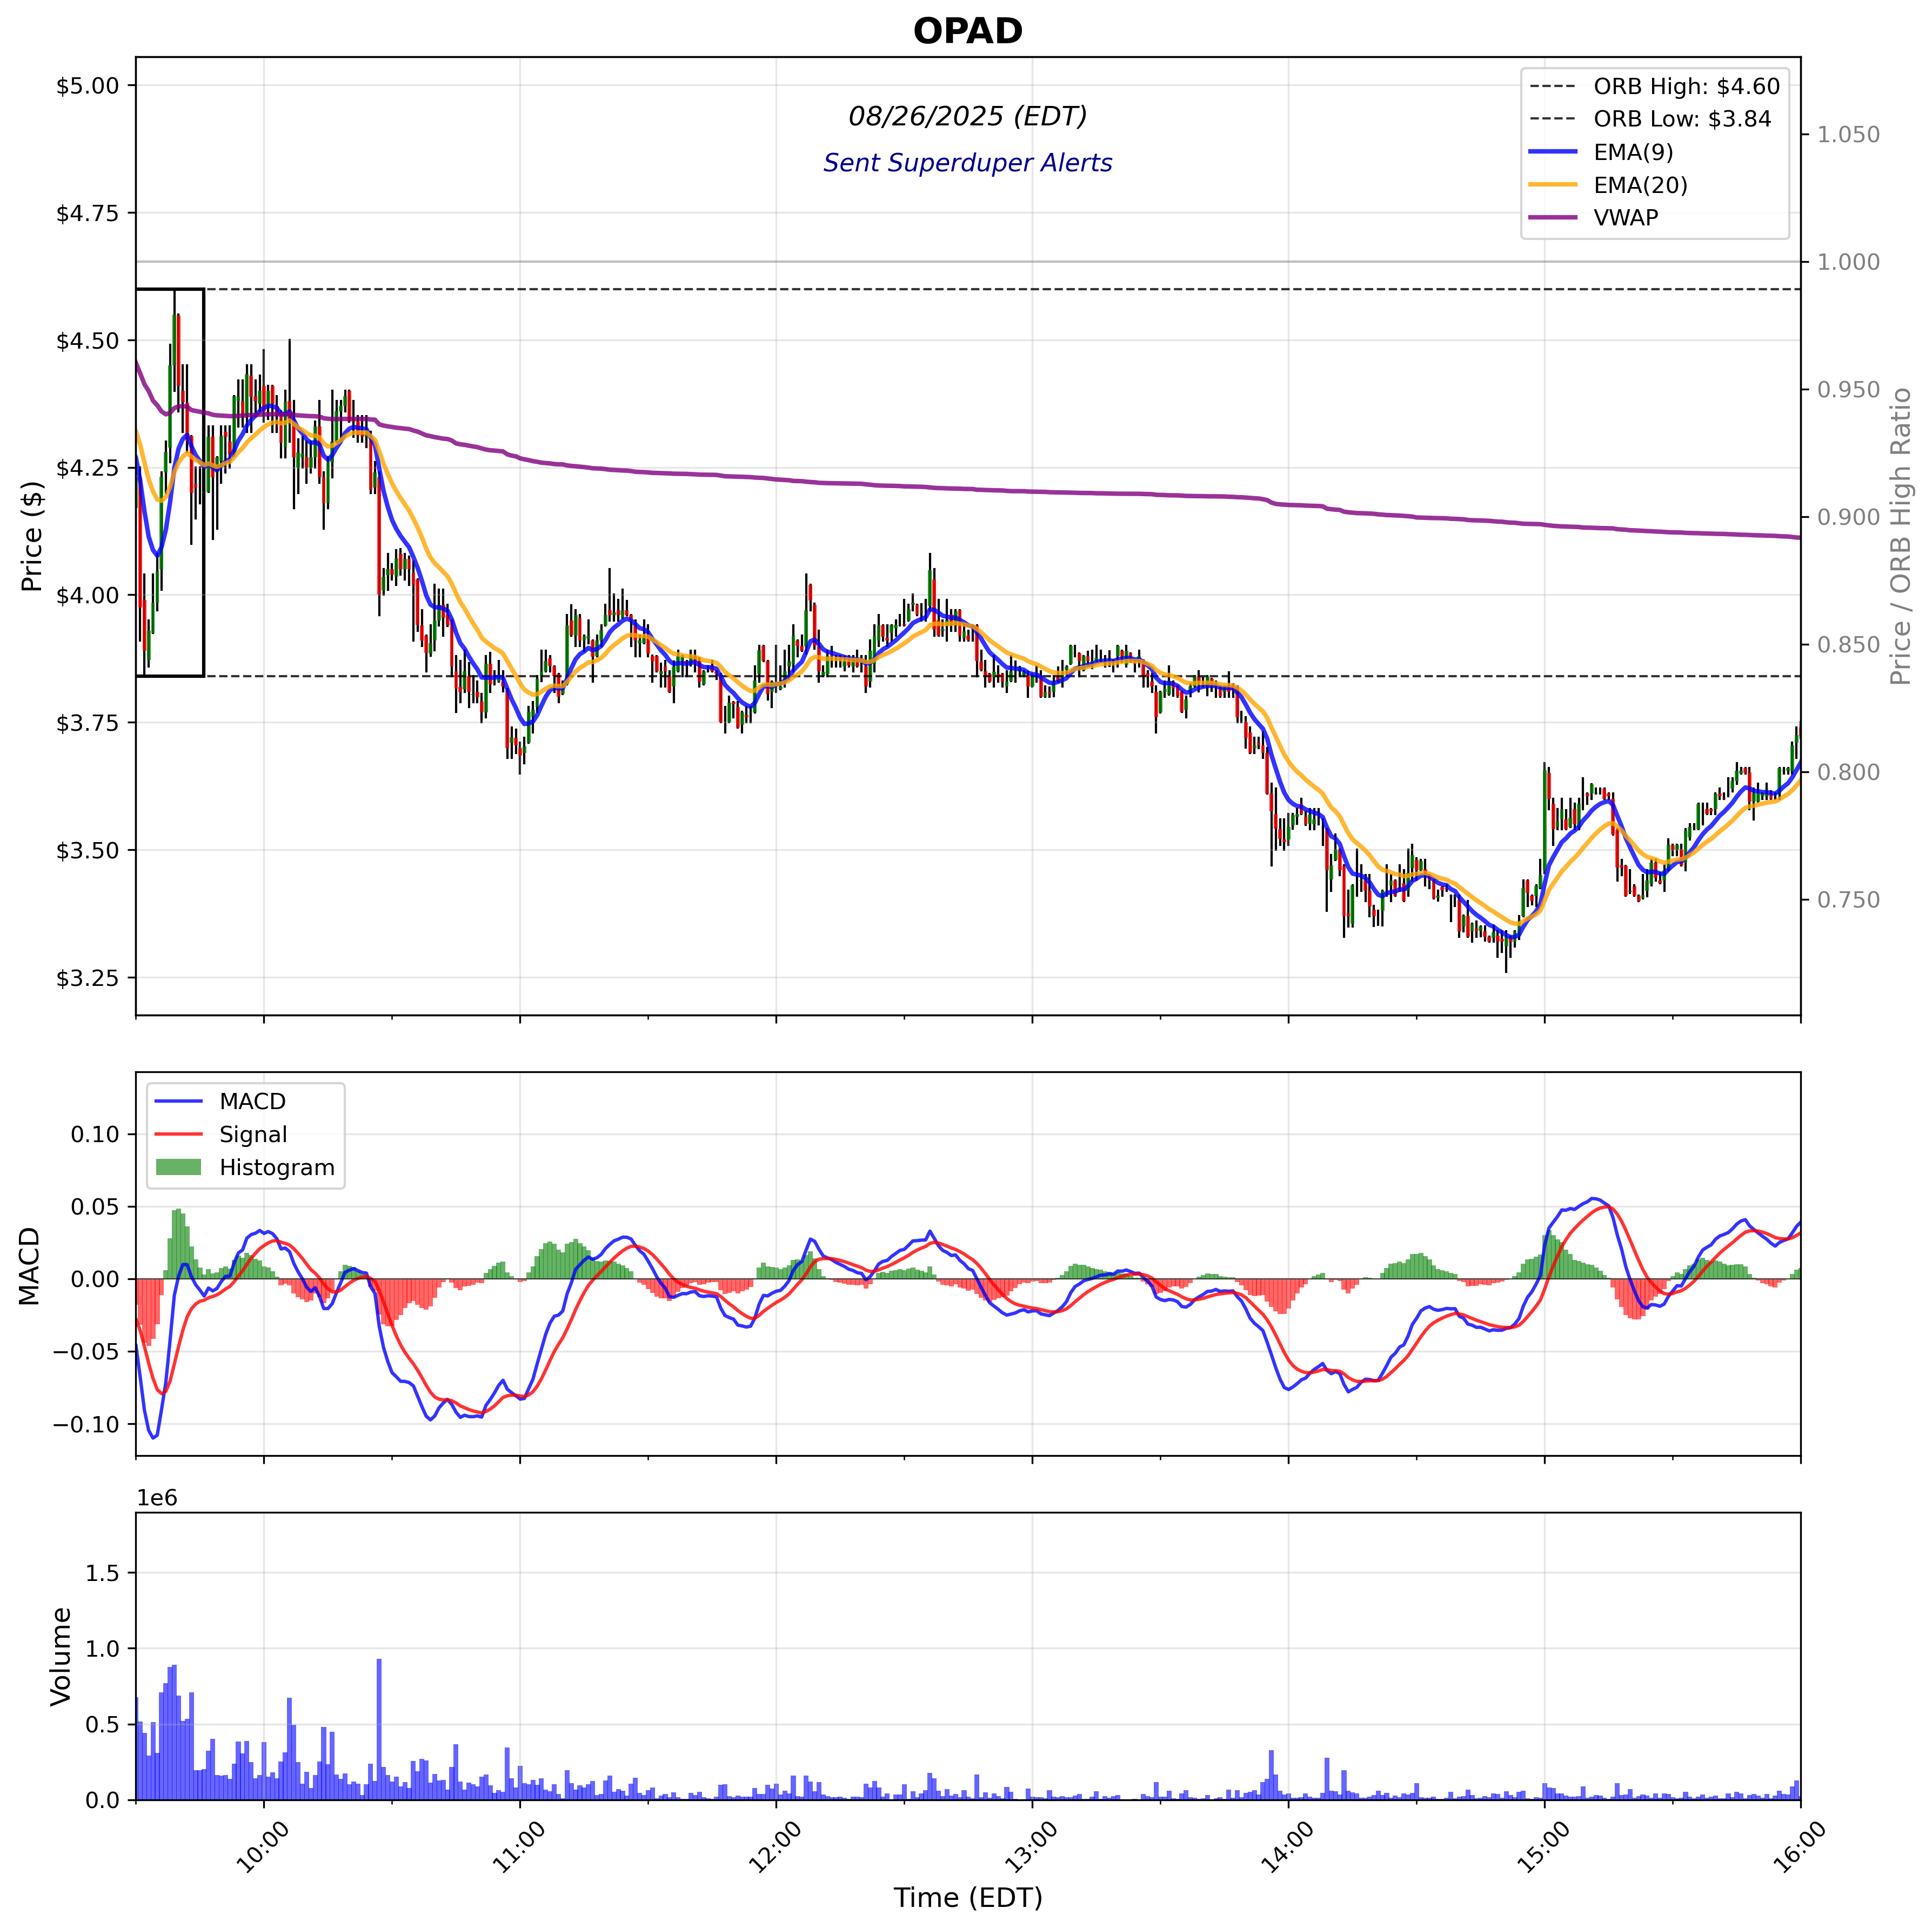 OPAD
08/26/2025 (EDT)
Sent Superduper Alerts
ORB High: $4.60
ORB Low: $3.84
EMA(9)
EMA(20)
VWAP
Price ($)
$5.00
$4.75
$4.50
$4.25
$4.00
$3.75
$3.50
$3.25
Price / ORB High Ratio
1.050
1.000
0.950
0.900
0.850
0.800
0.750
MACD
Signal
Histogram
MACD
0.10
0.05
0.00
−0.05
−0.10
1e6
Volume
1.5
1.0
0.5
0.0
10:00
11:00
12:00
13:00
14:00
15:00
16:00
Time (EDT)